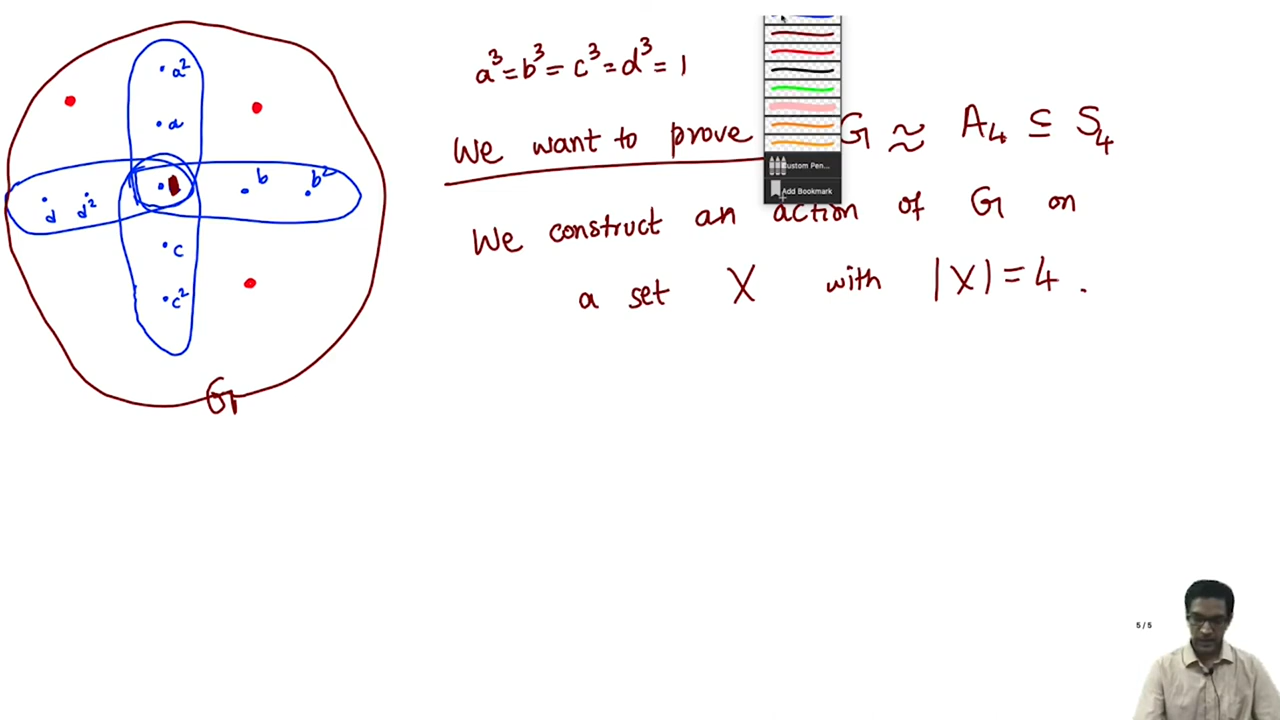 a³ = b³ = c³ = d³ = 1
We want to prove G ≈ A₄ ⊆ S₄
We construct an action of G on
a set X with |X| = 4 .
a²
a
1
b
b²
d
d²
c
c²
G
Custom Pen...
Add Bookmark
5 / 5